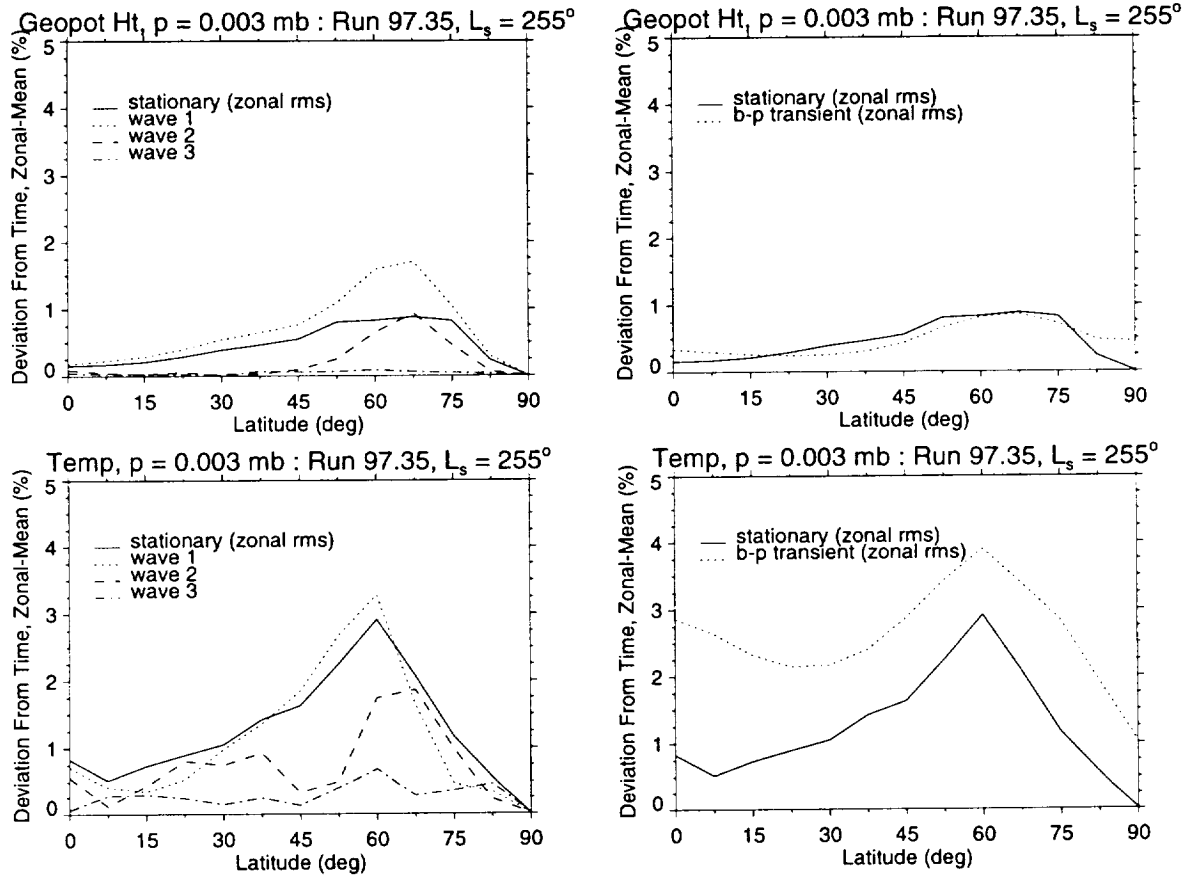 Geopot Ht, p = 0.003 mb : Run 97.35, Ls = 255°
Deviation From Time, Zonal-Mean (%)
5
4
3
2
1
0
stationary (zonal rms)
wave 1
wave 2
wave 3
0 15 30 45 60 75 90
Latitude (deg)
Geopot Ht, p = 0.003 mb : Run 97.35, Ls = 255°
Deviation From Time, Zonal-Mean (%)
5
4
3
2
1
0
stationary (zonal rms)
b-p transient (zonal rms)
0 15 30 45 60 75 90
Latitude (deg)
Temp, p = 0.003 mb : Run 97.35, Ls = 255°
Deviation From Time, Zonal-Mean (%)
5
4
3
2
1
0
stationary (zonal rms)
wave 1
wave 2
wave 3
0 15 30 45 60 75 90
Latitude (deg)
Temp, p = 0.003 mb : Run 97.35, Ls = 255°
Deviation From Time, Zonal-Mean (%)
5
4
3
2
1
0
stationary (zonal rms)
b-p transient (zonal rms)
0 15 30 45 60 75 90
Latitude (deg)